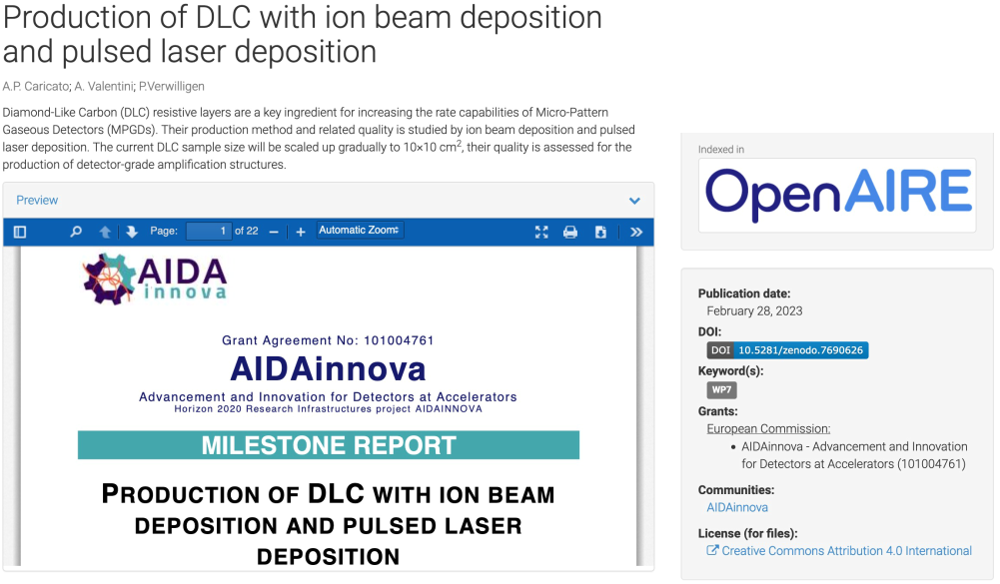 Production of DLC with ion beam deposition
and pulsed laser deposition
A.P. Caricato; A. Valentini; P.Verwilligen
Diamond-Like Carbon (DLC) resistive layers are a key ingredient for increasing the rate capabilities of Micro-Pattern
Gaseous Detectors (MPGDs). Their production method and related quality is studied by ion beam deposition and pulsed
laser deposition. The current DLC sample size will be scaled up gradually to 10×10 cm², their quality is assessed for the
production of detector-grade amplification structures.
Preview
Page: 1 of 22 Automatic Zoom
AIDA
innova
Grant Agreement No: 101004761
AIDAinnova
Advancement and Innovation for Detectors at Accelerators
Horizon 2020 Research Infrastructures project AIDAINNOVA
MILESTONE REPORT
PRODUCTION OF DLC WITH ION BEAM
DEPOSITION AND PULSED LASER
DEPOSITION
Indexed in
OpenAIRE
Publication date:
February 28, 2023
DOI:
DOI 10.5281/zenodo.7690626
Keyword(s):
WP7
Grants:
European Commission:
• AIDAinnova - Advancement and Innovation
for Detectors at Accelerators (101004761)
Communities:
AIDAinnova
License (for files):
Creative Commons Attribution 4.0 International